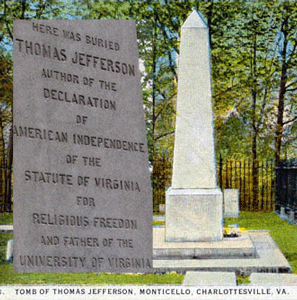 HERE WAS BURIED
THOMAS JEFFERSON
AUTHOR OF THE
DECLARATION
OF
AMERICAN INDEPENDENCE
OF THE
STATUTE OF VIRGINIA
FOR
RELIGIOUS FREEDOM
AND FATHER OF THE
UNIVERSITY OF VIRGINIA
TOMB OF THOMAS JEFFERSON, MONTICELLO, CHARLOTTESVILLE, VA.